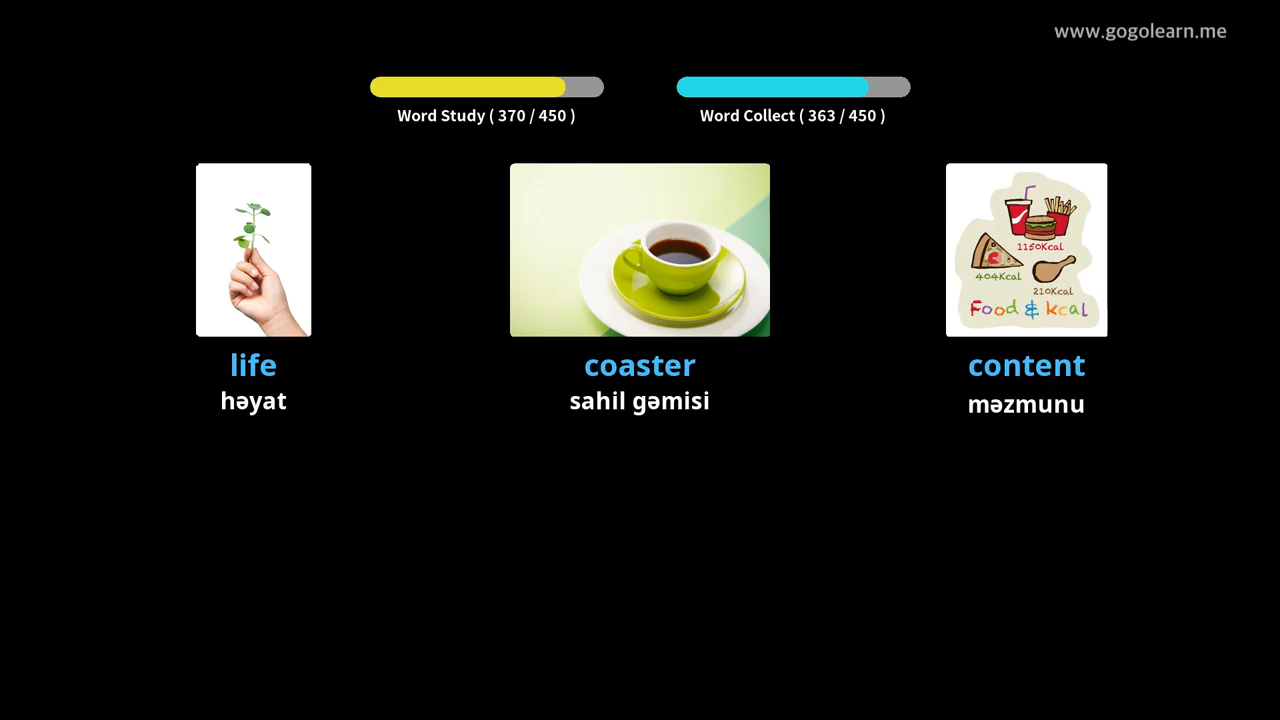 www.gogolearn.me
Word Study ( 370 / 450 )
Word Collect ( 363 / 450 )
1150Kcal
404Kcal
210Kcal
Food & kcal
life
coaster
content
həyat
sahil gəmisi
məzmunu